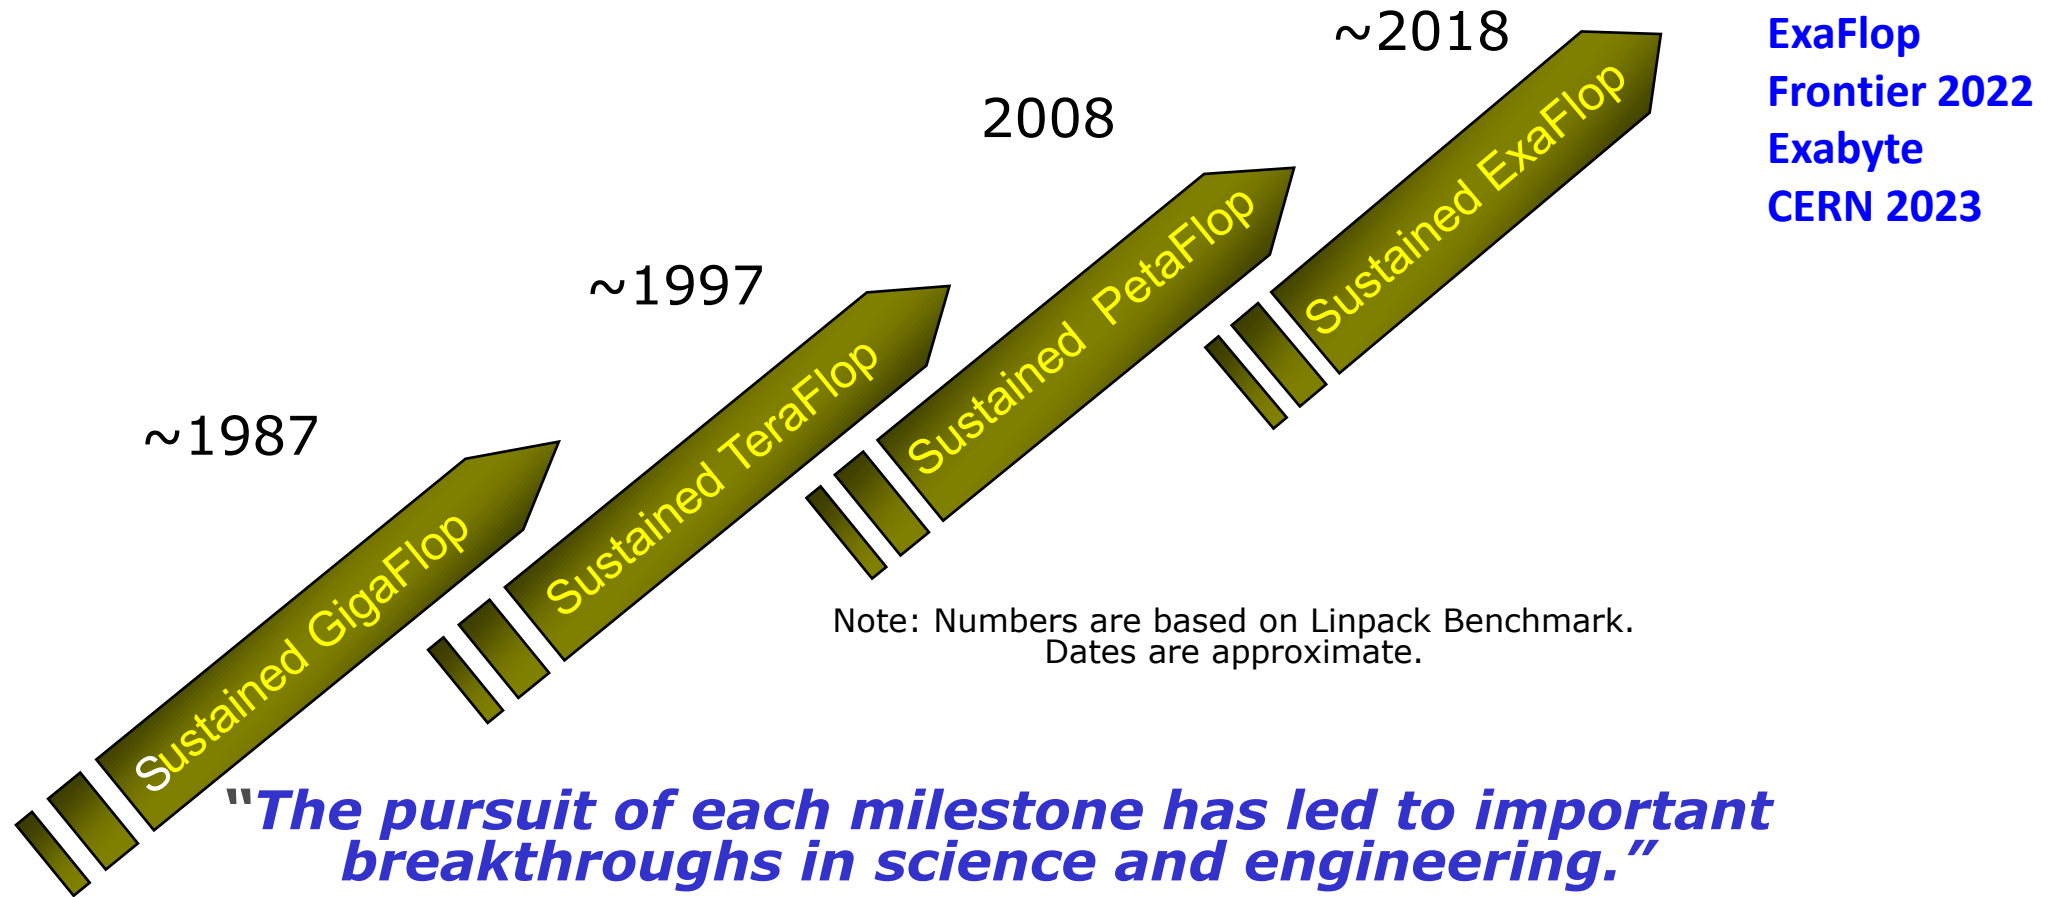 ~2018
ExaFlop
Frontier 2022
Exabyte
CERN 2023
2008
~1997
~1987
Sustained GigaFlop
Sustained TeraFlop
Sustained PetaFlop
Sustained ExaFlop
Note: Numbers are based on Linpack Benchmark.
Dates are approximate.
“The pursuit of each milestone has led to important
breakthroughs in science and engineering.”